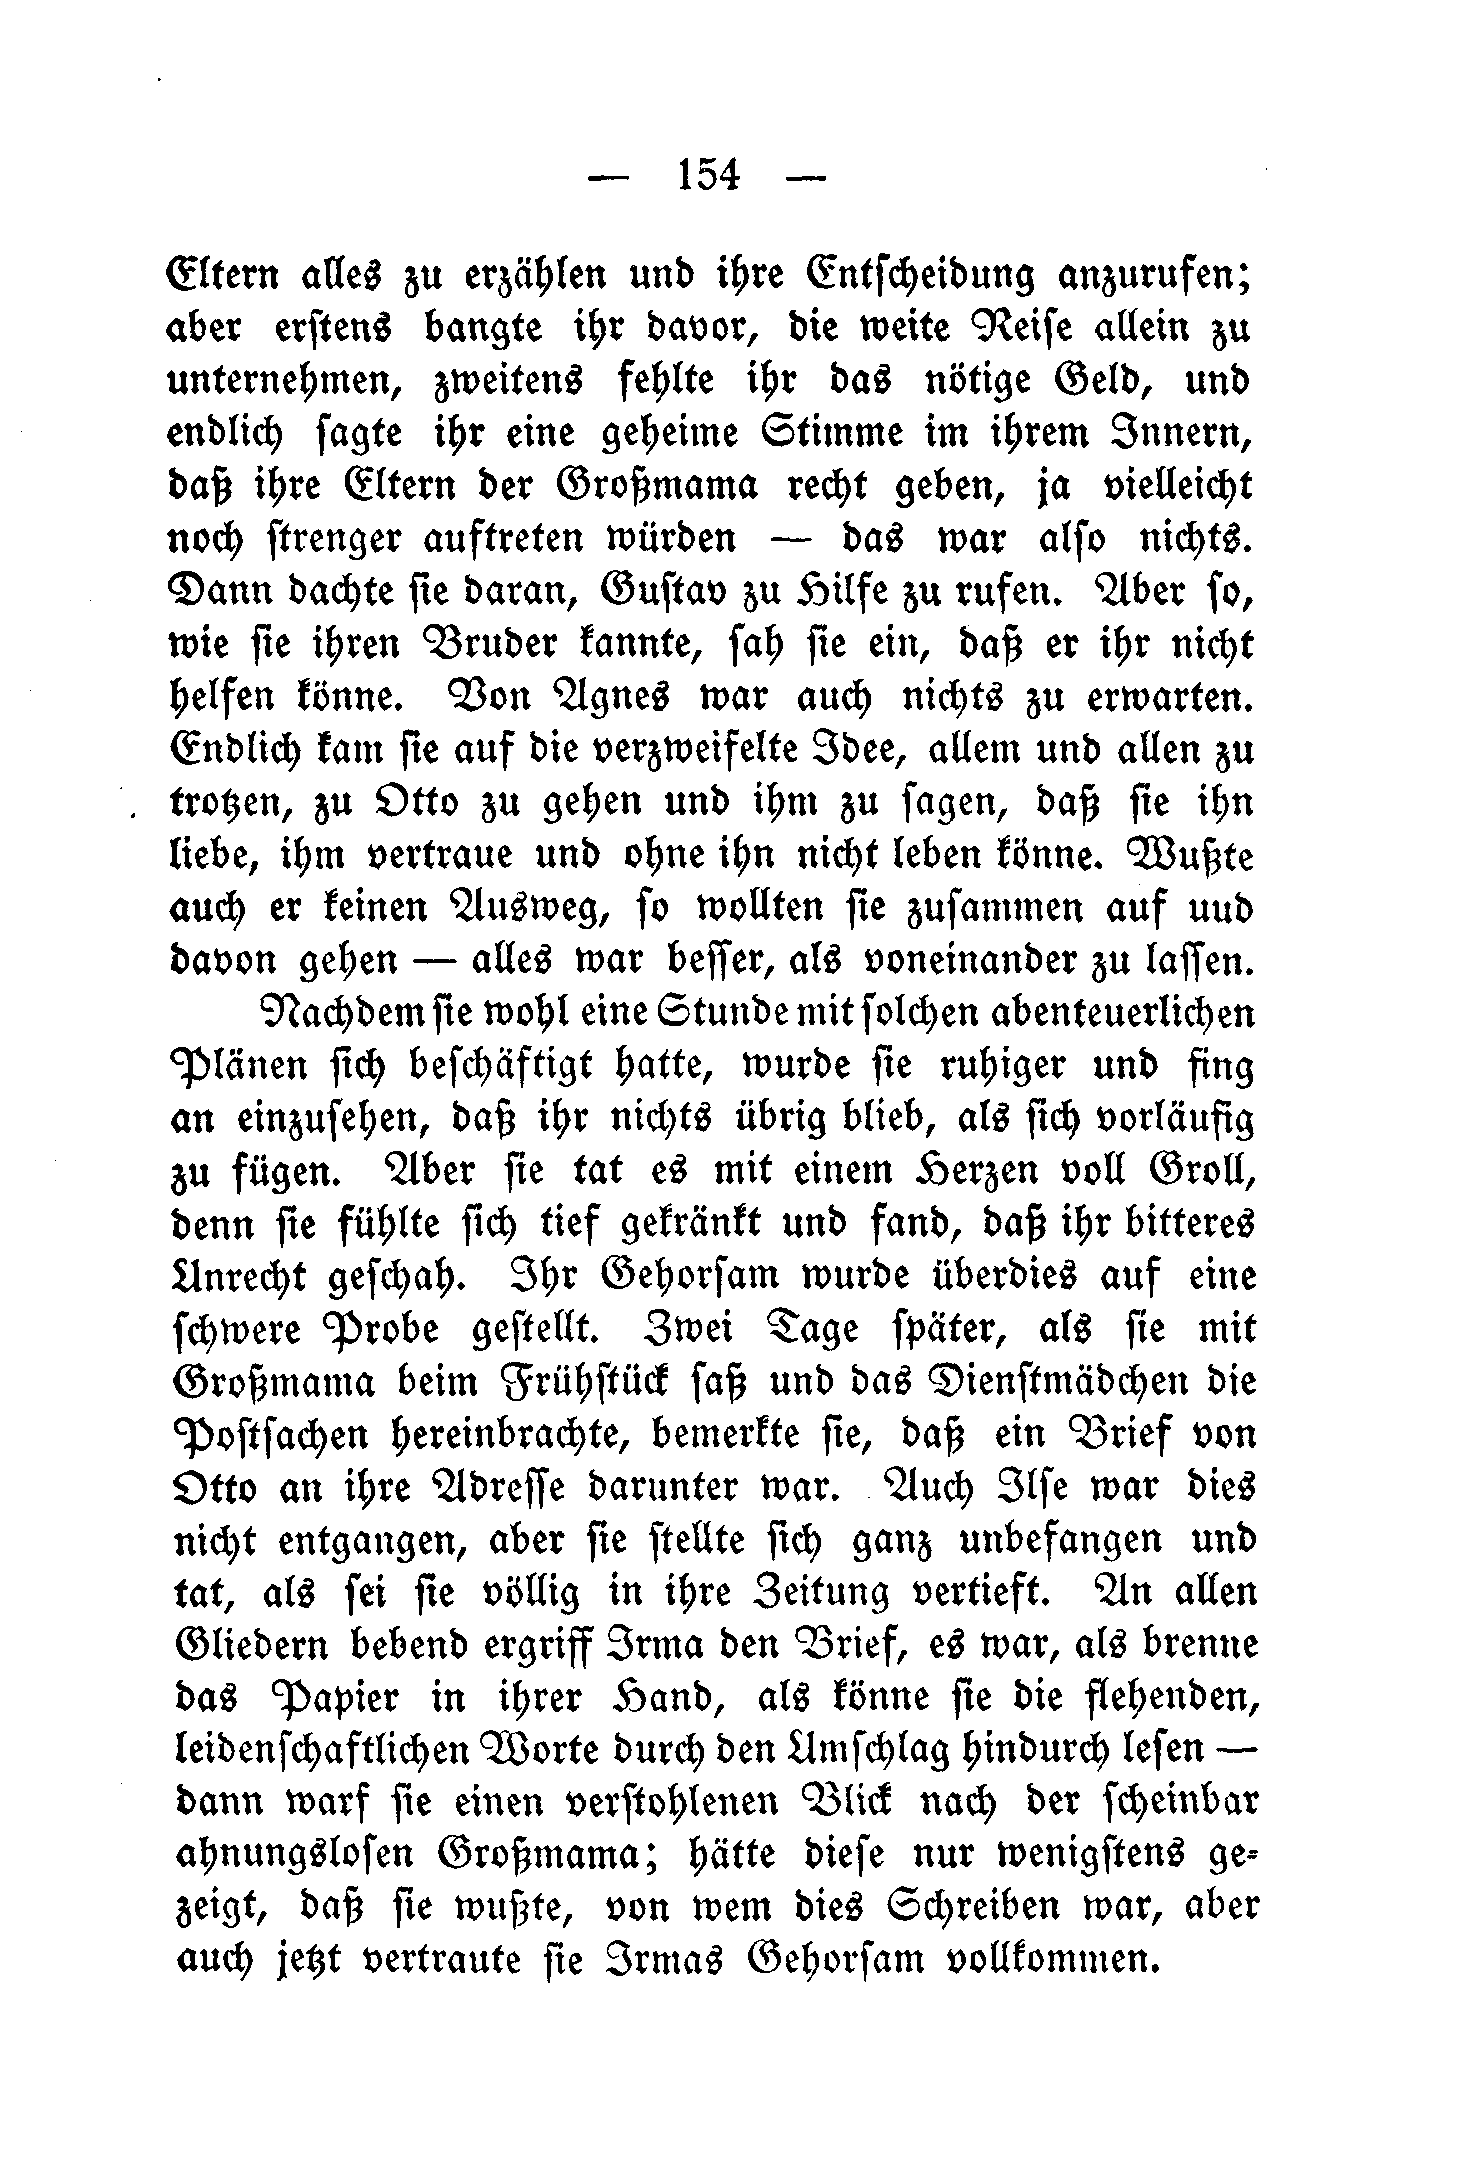 — 154 —
Eltern alles zu erzählen und ihre Entscheidung anzurufen;
aber erstens bangte ihr davor, die weite Reise allein zu
unternehmen, zweitens fehlte ihr das nötige Geld, und
endlich sagte ihr eine geheime Stimme im ihrem Innern,
daß ihre Eltern der Großmama recht geben, ja vielleicht
noch strenger auftreten würden — das war also nichts.
Dann dachte sie daran, Gustav zu Hilfe zu rufen. Aber so,
wie sie ihren Bruder kannte, sah sie ein, daß er ihr nicht
helfen könne. Von Agnes war auch nichts zu erwarten.
Endlich kam sie auf die verzweifelte Idee, allem und allen zu
trotzen, zu Otto zu gehen und ihm zu sagen, daß sie ihn
liebe, ihm vertraue und ohne ihn nicht leben könne. Wußte
auch er keinen Ausweg, so wollten sie zusammen auf uud
davon gehen — alles war besser, als voneinander zu lassen.
Nachdem sie wohl eine Stunde mit solchen abenteuerlichen
Plänen sich beschäftigt hatte, wurde sie ruhiger und fing
an einzusehen, daß ihr nichts übrig blieb, als sich vorläufig
zu fügen. Aber sie tat es mit einem Herzen voll Groll,
denn sie fühlte sich tief gekränkt und fand, daß ihr bitteres
Unrecht geschah. Ihr Gehorsam wurde überdies auf eine
schwere Probe gestellt. Zwei Tage später, als sie mit
Großmama beim Frühstück saß und das Dienstmädchen die
Postsachen hereinbrachte, bemerkte sie, daß ein Brief von
Otto an ihre Adresse darunter war. Auch Ilse war dies
nicht entgangen, aber sie stellte sich ganz unbefangen und
tat, als sei sie völlig in ihre Zeitung vertieft. An allen
Gliedern bebend ergriff Irma den Brief, es war, als brenne
das Papier in ihrer Hand, als könne sie die flehenden,
leidenschaftlichen Worte durch den Umschlag hindurch lesen —
dann warf sie einen verstohlenen Blick nach der scheinbar
ahnungslosen Großmama; hätte diese nur wenigstens ge-
zeigt, daß sie wußte, von wem dies Schreiben war, aber
auch jetzt vertraute sie Irmas Gehorsam vollkommen.